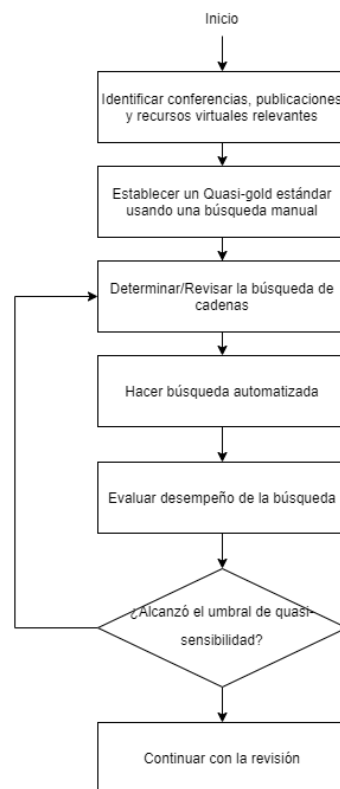 Inicio
Identificar conferencias, publicaciones
y recursos virtuales relevantes
Establecer un Quasi-gold estándar
usando una búsqueda manual
Determinar/Revisar la búsqueda de
cadenas
Hacer búsqueda automatizada
Evaluar desempeño de la búsqueda
¿Alcanzó el umbral de quasi-
sensibilidad?
Continuar con la revisión